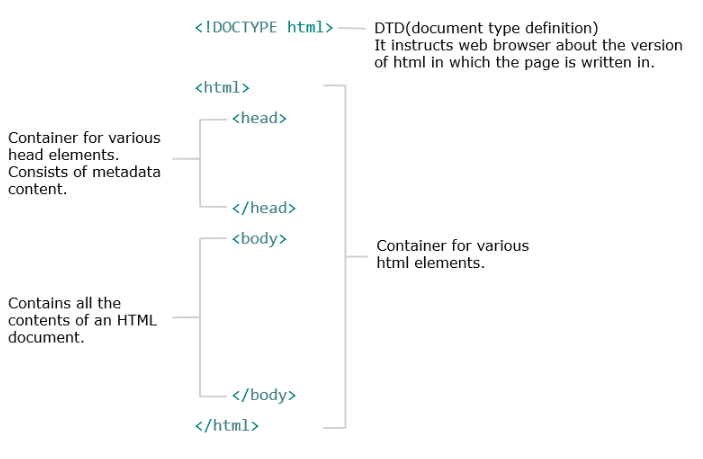 <!DOCTYPE html>
DTD(document type definition)
It instructs web browser about the version
of html in which the page is written in.
<html>
<head>
Container for various
head elements.
Consists of metadata
content.
</head>
<body>
Container for various
html elements.
Contains all the
contents of an HTML
document.
</body>
</html>